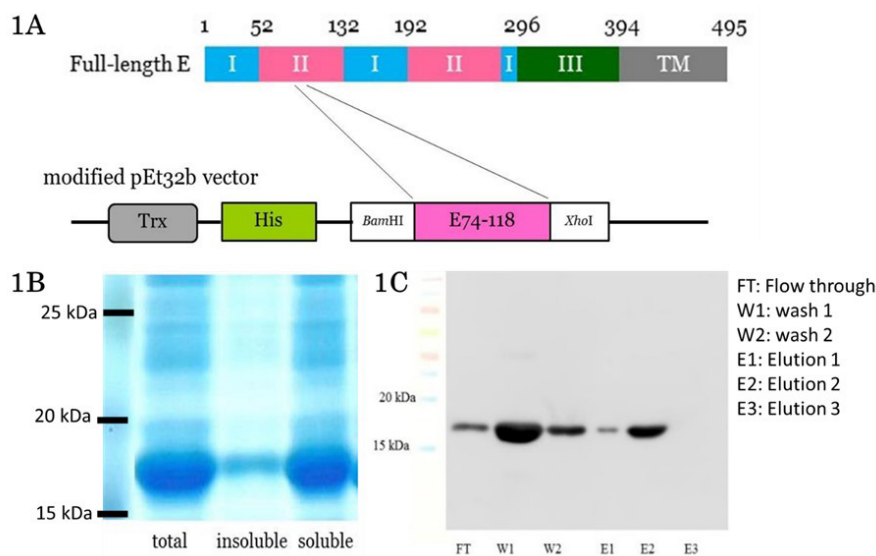 1A
1 52 132 192 296 394 495
Full-length E I II I II I III TM
modified pEt32b vector
Trx His BamHI E74-118 XhoI
1B
25 kDa
20 kDa
15 kDa
total insoluble soluble
1C
20 kDa
15 kDa
FT W1 W2 E1 E2 E3
FT: Flow through
W1: wash 1
W2: wash 2
E1: Elution 1
E2: Elution 2
E3: Elution 3